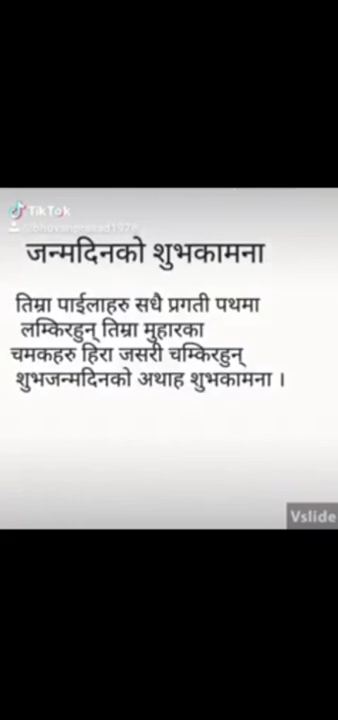 TikTok
@bhuvanprasad1978
जन्मदिनको शुभकामना
तिम्रा पाईलाहरु सधै प्रगती पथमा
लम्किरहुन् तिम्रा मुहारका
चमकहरु हिरा जसरी चम्किरहुन्
शुभजन्मदिनको अथाह शुभकामना ।
Vslide